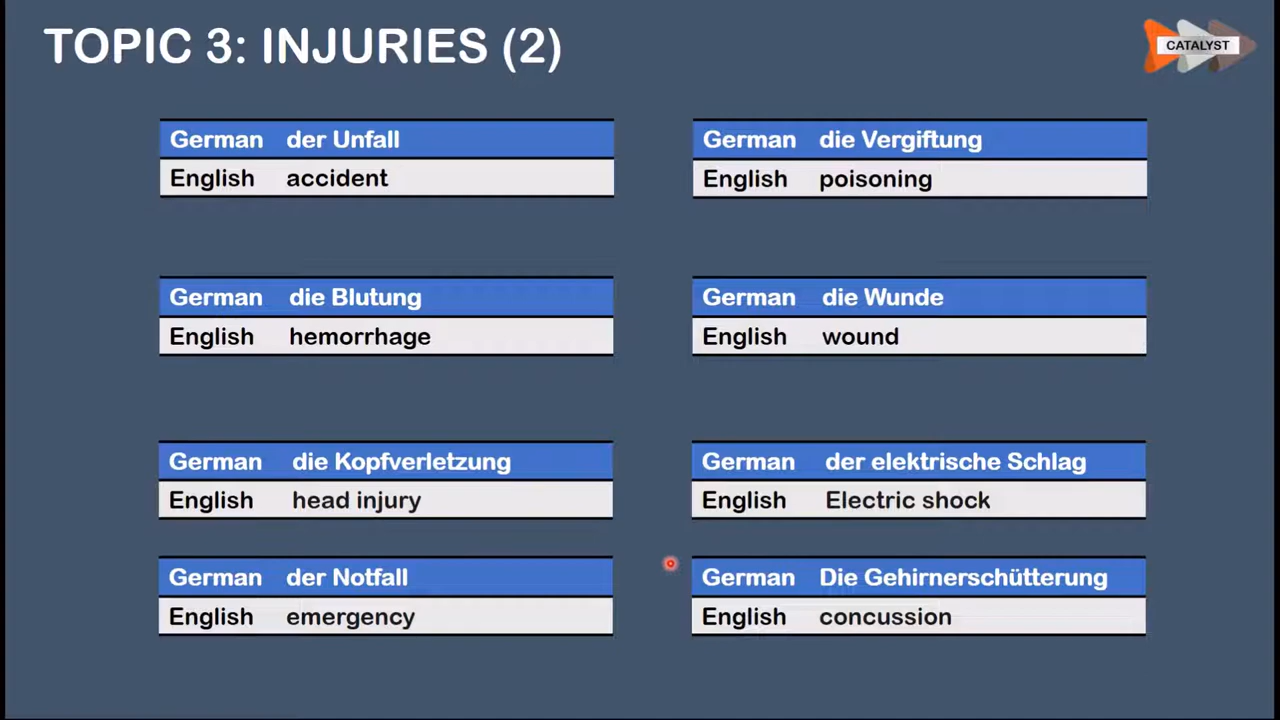 TOPIC 3: INJURIES (2)
CATALYST
German der Unfall
English accident
German die Vergiftung
English poisoning
German die Blutung
English hemorrhage
German die Wunde
English wound
German die Kopfverletzung
English head injury
German der elektrische Schlag
English Electric shock
German der Notfall
English emergency
German Die Gehirnerschütterung
English concussion